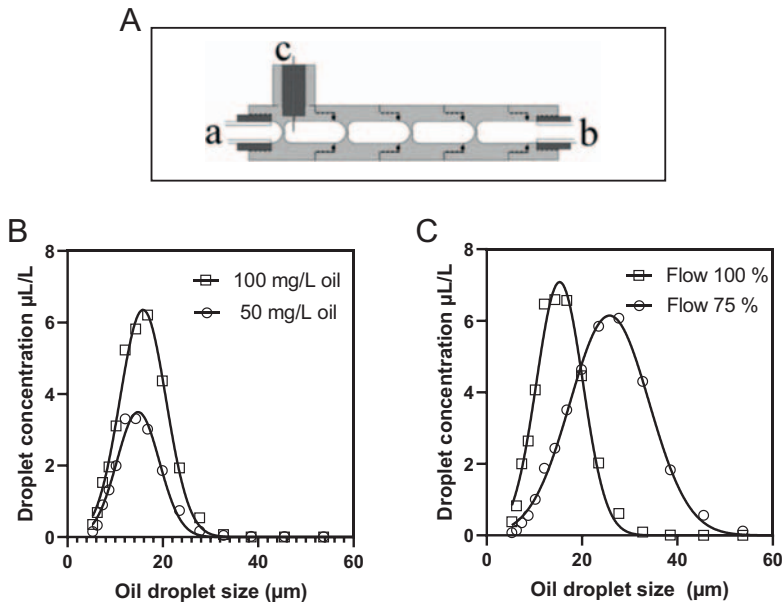 A
c
a
b
B
8
6
4
2
0
0
20
40
60
Droplet concentration µL/L
Oil droplet size (µm)
100 mg/L oil
50 mg/L oil
C
8
6
4
2
0
0
20
40
60
Droplet concentration µL/L
Oil droplet size (µm)
Flow 100 %
Flow 75 %